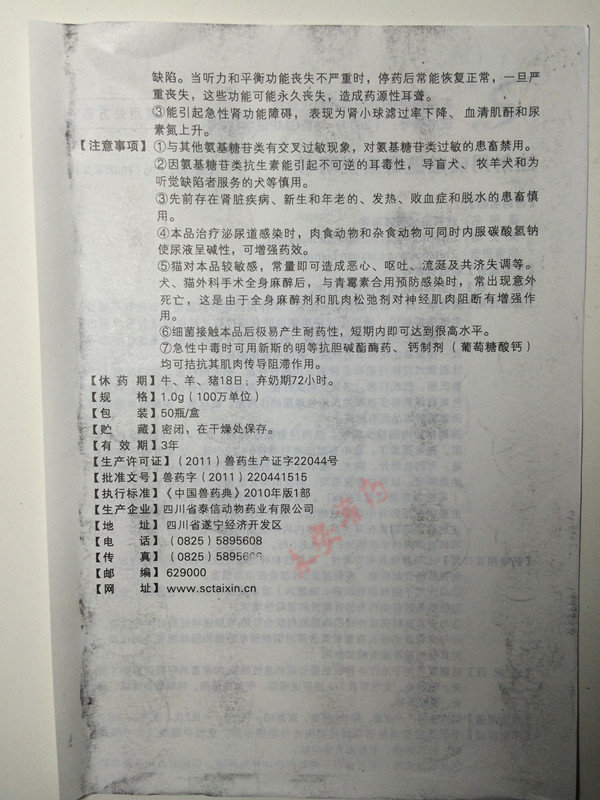 缺陷。当听力和平衡功能丧失不严重时，停药后常能恢复正常，一旦严
重丧失，这些功能可能永久丧失，造成药源性耳聋。
③能引起急性肾功能障碍，表现为肾小球滤过率下降、血清肌酐和尿
素氮上升。
【注意事项】①与其他氨基糖苷类有交叉过敏现象，对氨基糖苷类过敏的患畜禁用。
②因氨基糖苷类抗生素能引起不可逆的耳毒性，导盲犬、牧羊犬和为
听觉缺陷者服务的犬等慎用。
③先前存在肾脏疾病、新生和年老的、发热、败血症和脱水的患畜慎
用。
④本品治疗泌尿道感染时，肉食动物和杂食动物可同时内服碳酸氢钠
使尿液呈碱性，可增强药效。
⑤猫对本品较敏感，常量即可造成恶心、呕吐、流涎及共济失调等。
犬、猫外科手术全身麻醉后，与青霉素合用预防感染时，常出现意外
死亡，这是由于全身麻醉剂和肌肉松弛剂对神经肌肉阻断有增强作
用。
⑥细菌接触本品后极易产生耐药性，短期内即可达到很高水平。
⑦急性中毒时可用新斯的明等抗胆碱酯酶药、钙制剂（葡萄糖酸钙）
均可拮抗其肌肉传导阻滞作用。
【休药期】牛、羊、猪18日；弃奶期72小时。
【规格】1.0g（100万单位）
【包装】50瓶/盒
【贮藏】密闭，在干燥处保存。
【有效期】3年
【生产许可证】（2011）兽药生产证字22044号
【批准文号】兽药字（2011）220441515
【执行标准】《中国兽药典》2010年版1部
【生产企业】四川省泰信动物药业有限公司
【地址】四川省遂宁经济开发区
【电话】（0825）5895608
【传真】（0825）5895666
【邮编】629000
【网址】www.sctaixin.cn